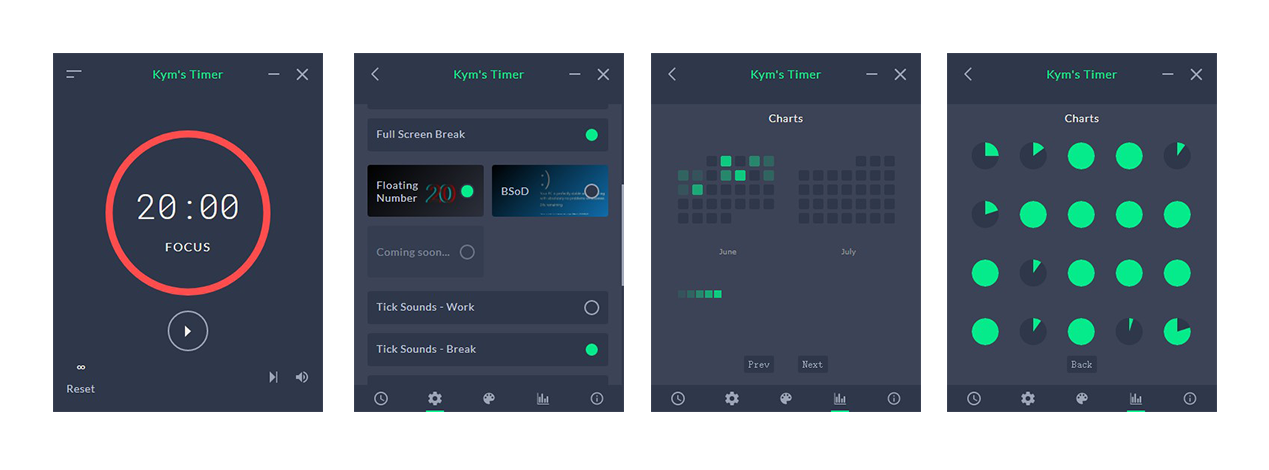 Kym's Timer
20:00
FOCUS
∞
Reset
Kym's Timer
Full Screen Break
Floating
Number
20
BSoD
:)
Coming soon...
Tick Sounds - Work
Tick Sounds - Break
Kym's Timer
Charts
June
July
Prev
Next
Kym's Timer
Charts
Back